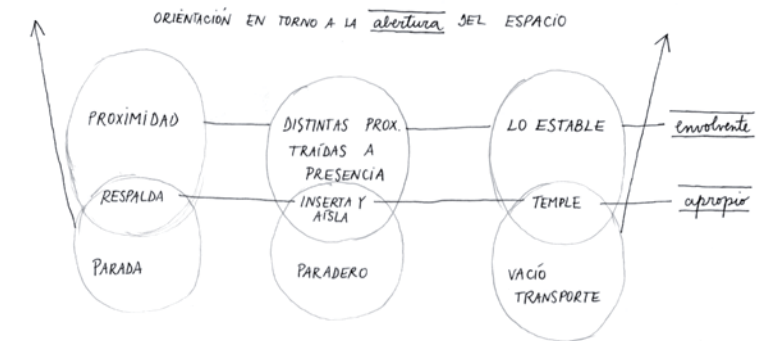 ORIENTACIÓN EN TORNO A LA abertura DEL ESPACIO
PROXIMIDAD
DISTINTAS PROX.
TRAÍDAS A
PRESENCIA
LO ESTABLE
envolvente
RESPALDA
INSERTA Y
AÍSLA
TEMPLE
apropio
PARADA
PARADERO
VACÍO
TRANSPORTE